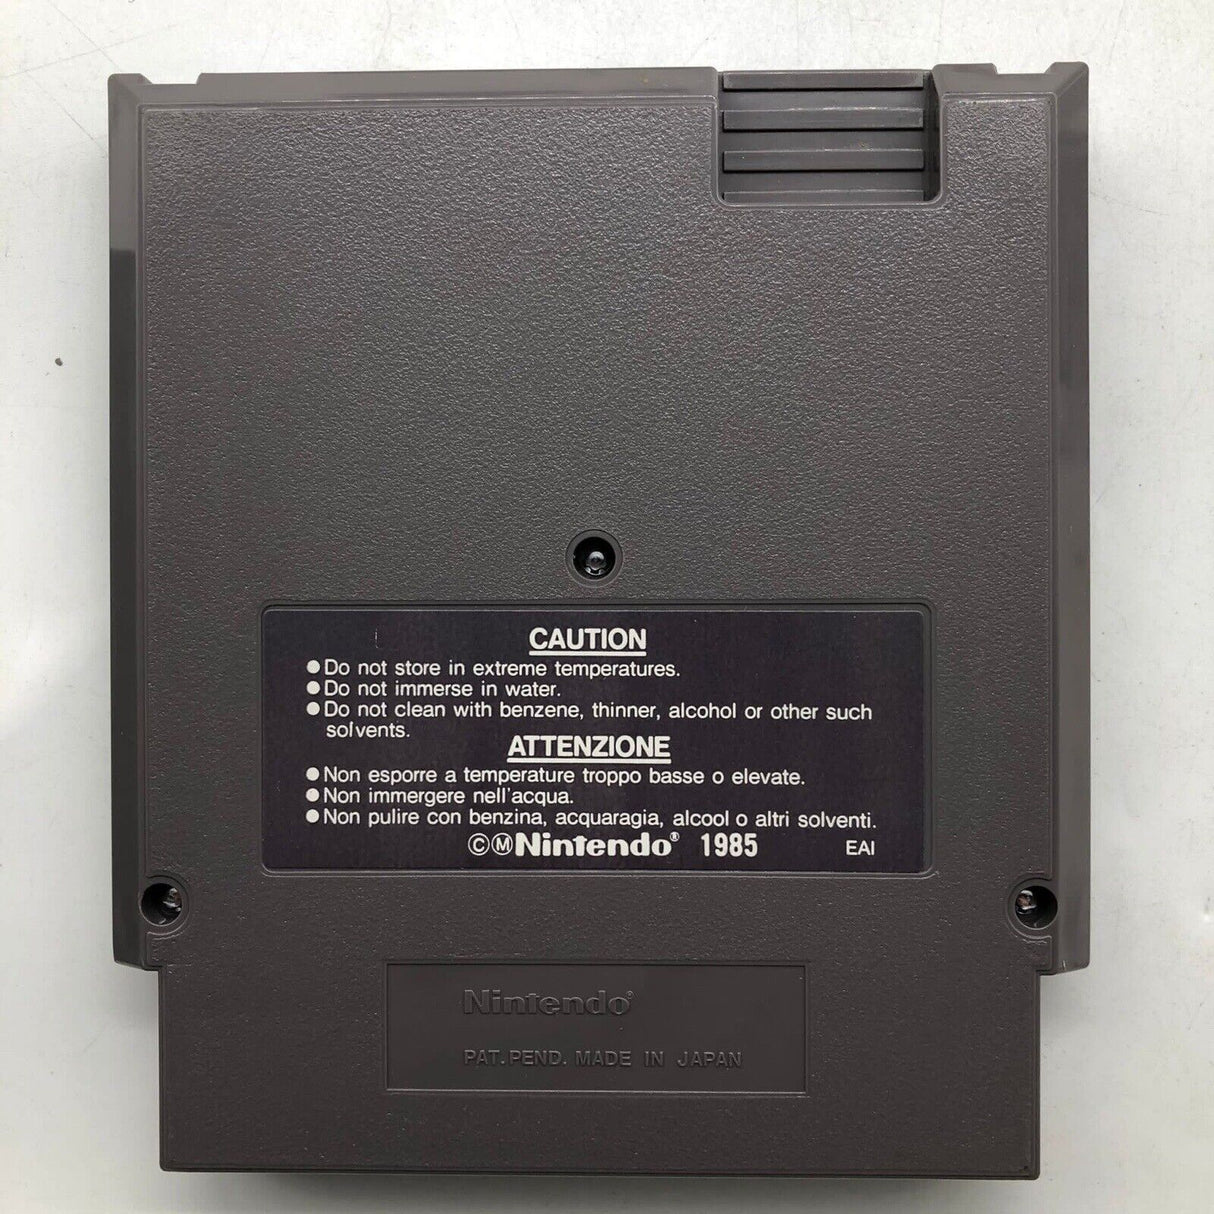 CAUTION
●Do not store in extreme temperatures.
●Do not immerse in water.
●Do not clean with benzene, thinner, alcohol or other such
solvents.
ATTENZIONE
●Non esporre a temperature troppo basse o elevate.
●Non immergere nell'acqua.
●Non pulire con benzina, acquaragia, alcool o altri solventi.
©ⓂNintendo® 1985 EAI
Nintendo®
PAT. PEND. MADE IN JAPAN